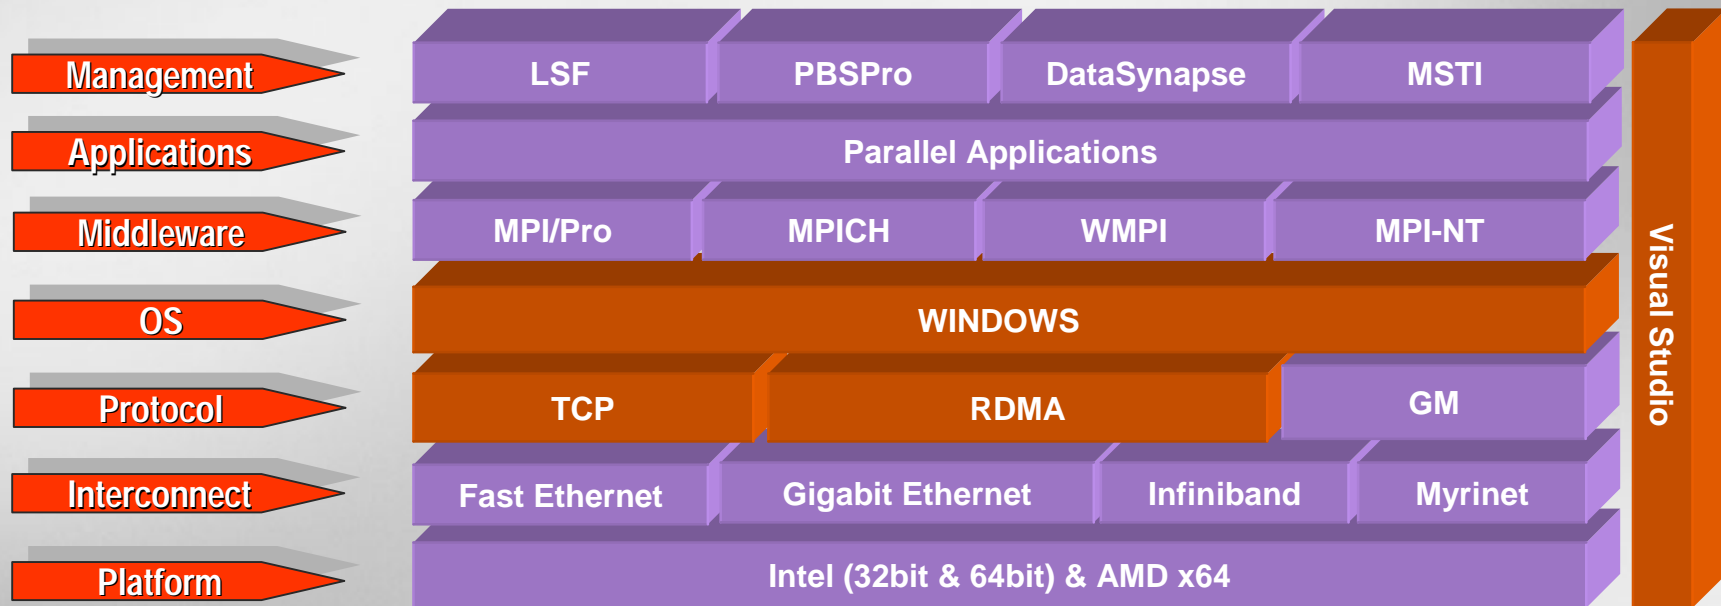 Management
LSF
PBSPro
DataSynapse
MSTI
Applications
Parallel Applications
Middleware
MPI/Pro
MPICH
WMPI
MPI-NT
OS
WINDOWS
Protocol
TCP
RDMA
GM
Interconnect
Fast Ethernet
Gigabit Ethernet
Infiniband
Myrinet
Platform
Intel (32bit & 64bit) & AMD x64
Visual Studio